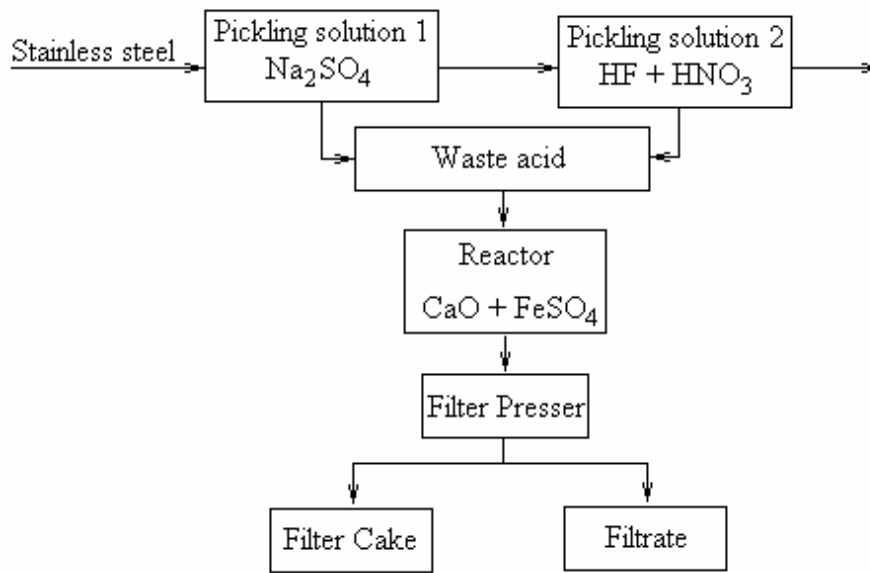 Stainless steel
Pickling solution 1
Na₂SO₄
Pickling solution 2
HF + HNO₃
Waste acid
Reactor
CaO + FeSO₄
Filter Presser
Filter Cake
Filtrate